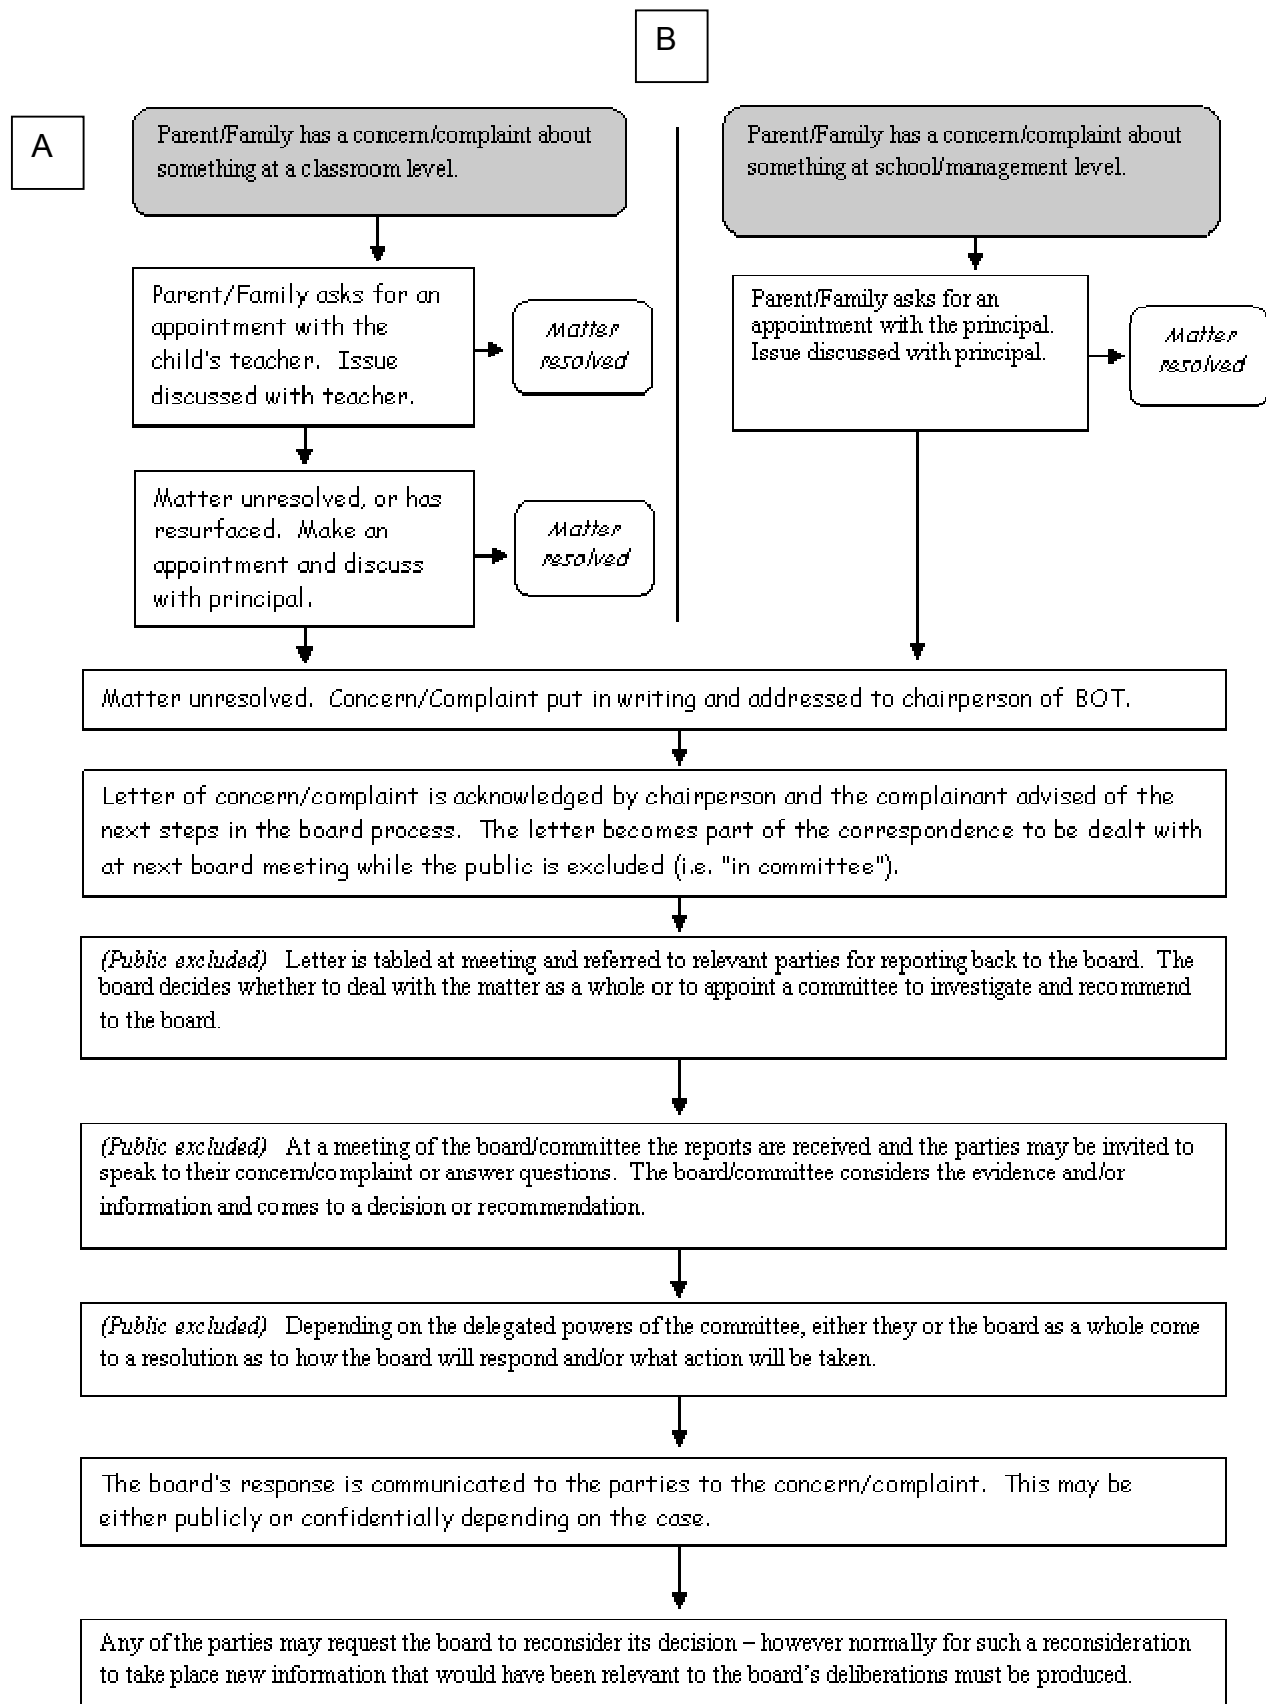 B
A
Parent/Family has a concern/complaint about
something at a classroom level.
Parent/Family asks for an
appointment with the
child's teacher.  Issue
discussed with teacher.
Matter
resolved
Matter unresolved, or has
resurfaced.  Make an
appointment and discuss
with principal.
Matter
resolved
Parent/Family has a concern/complaint about
something at school/management level.
Parent/Family asks for an
appointment with the principal.
Issue discussed with principal.
Matter
resolved
Matter unresolved.  Concern/Complaint put in writing and addressed to chairperson of BOT.
Letter of concern/complaint is acknowledged by chairperson and the complainant advised of the
next steps in the board process.  The letter becomes part of the correspondence to be dealt with
at next board meeting while the public is excluded (i.e. "in committee").
(Public excluded)  Letter is tabled at meeting and referred to relevant parties for reporting back to the board.  The
board decides whether to deal with the matter as a whole or to appoint a committee to investigate and recommend
to the board.
(Public excluded)  At a meeting of the board/committee the reports are received and the parties may be invited to
speak to their concern/complaint or answer questions.  The board/committee considers the evidence and/or
information and comes to a decision or recommendation.
(Public excluded)  Depending on the delegated powers of the committee, either they or the board as a whole come
to a resolution as to how the board will respond and/or what action will be taken.
The board's response is communicated to the parties to the concern/complaint.  This may be
either publicly or confidentially depending on the case.
Any of the parties may request the board to reconsider its decision – however normally for such a reconsideration
to take place new information that would have been relevant to the board's deliberations must be produced.